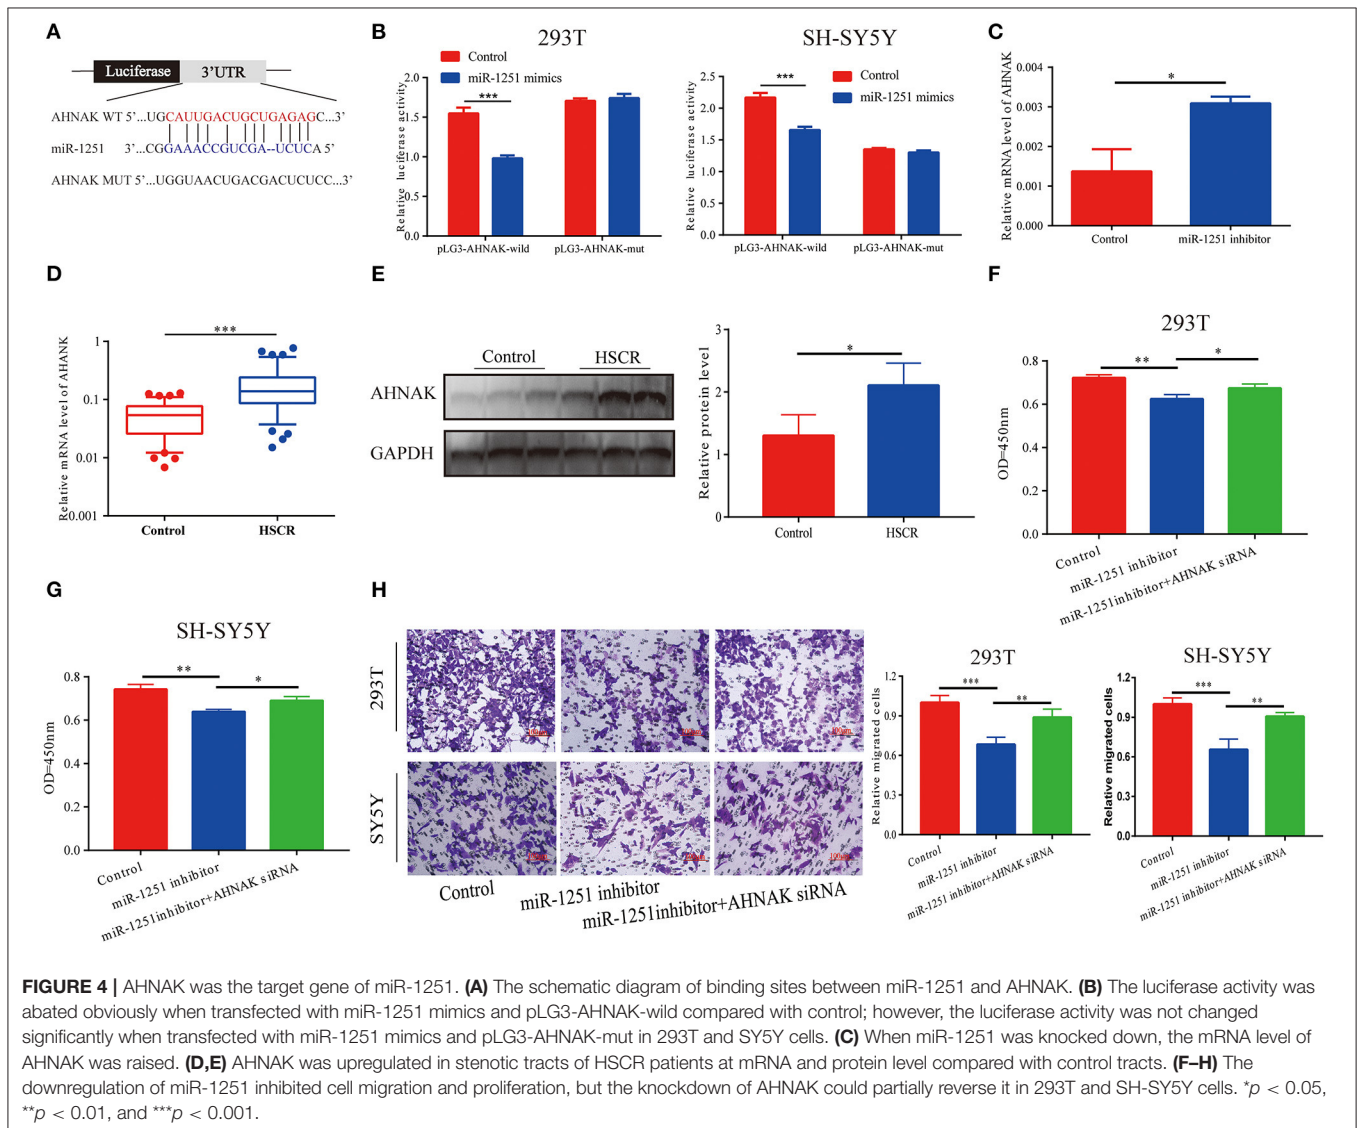 A
Luciferase 3'UTR
AHNAK WT 5'...UGCAUUGACUGCUGAGAGC...3'
miR-1251 3'...CGGAAACCGUCGA--UCUCA 5'
AHNAK MUT 5'...UGGUAACUGACGACUCUCC...3'
B
293T
Control
miR-1251 mimics
Relative luciferase activity
2.0
1.5
1.0
0.5
0.0
***
pLG3-AHNAK-wild pLG3-AHNAK-mut
SH-SY5Y
Control
miR-1251 mimics
Relative luciferase activity
2.5
2.0
1.5
1.0
0.5
0.0
***
pLG3-AHNAK-wild pLG3-AHNAK-mut
C
Relative mRNA level of AHNAK
0.004
0.003
0.002
0.001
0.000
*
Control miR-1251 inhibitor
D
Relative mRNA level of AHANK
1
0.1
0.01
0.001
***
Control HSCR
E
Control HSCR
AHNAK
GAPDH
Relative protein level
3
2
1
0
*
Control HSCR
F
293T
OD=450nm
0.8
0.6
0.4
0.2
0.0
** *
Control
miR-1251 inhibitor
miR-1251inhibitor+AHNAK siRNA
G
SH-SY5Y
OD=450nm
0.8
0.6
0.4
0.2
0.0
** *
Control
miR-1251 inhibitor
miR-1251inhibitor+AHNAK siRNA
H
293T
SY5Y
Control
miR-1251 inhibitor
miR-1251inhibitor+AHNAK siRNA
293T
Relative migrated cells
1.2
0.9
0.6
0.3
0.0
*** **
Control
miR-1251 inhibitor
miR-1251 inhibitor+AHNAK siRNA
SH-SY5Y
Relative migrated cells
1.2
0.9
0.6
0.3
0.0
*** **
Control
miR-1251 inhibitor
miR-1251 inhibitor+AHNAK siRNA
FIGURE 4 | AHNAK was the target gene of miR-1251. (A) The schematic diagram of binding sites between miR-1251 and AHNAK. (B) The luciferase activity was
abated obviously when transfected with miR-1251 mimics and pLG3-AHNAK-wild compared with control; however, the luciferase activity was not changed
significantly when transfected with miR-1251 mimics and pLG3-AHNAK-mut in 293T and SY5Y cells. (C) When miR-1251 was knocked down, the mRNA level of
AHNAK was raised. (D,E) AHNAK was upregulated in stenotic tracts of HSCR patients at mRNA and protein level compared with control tracts. (F–H) The
downregulation of miR-1251 inhibited cell migration and proliferation, but the knockdown of AHNAK could partially reverse it in 293T and SH-SY5Y cells. *p < 0.05,
**p < 0.01, and ***p < 0.001.